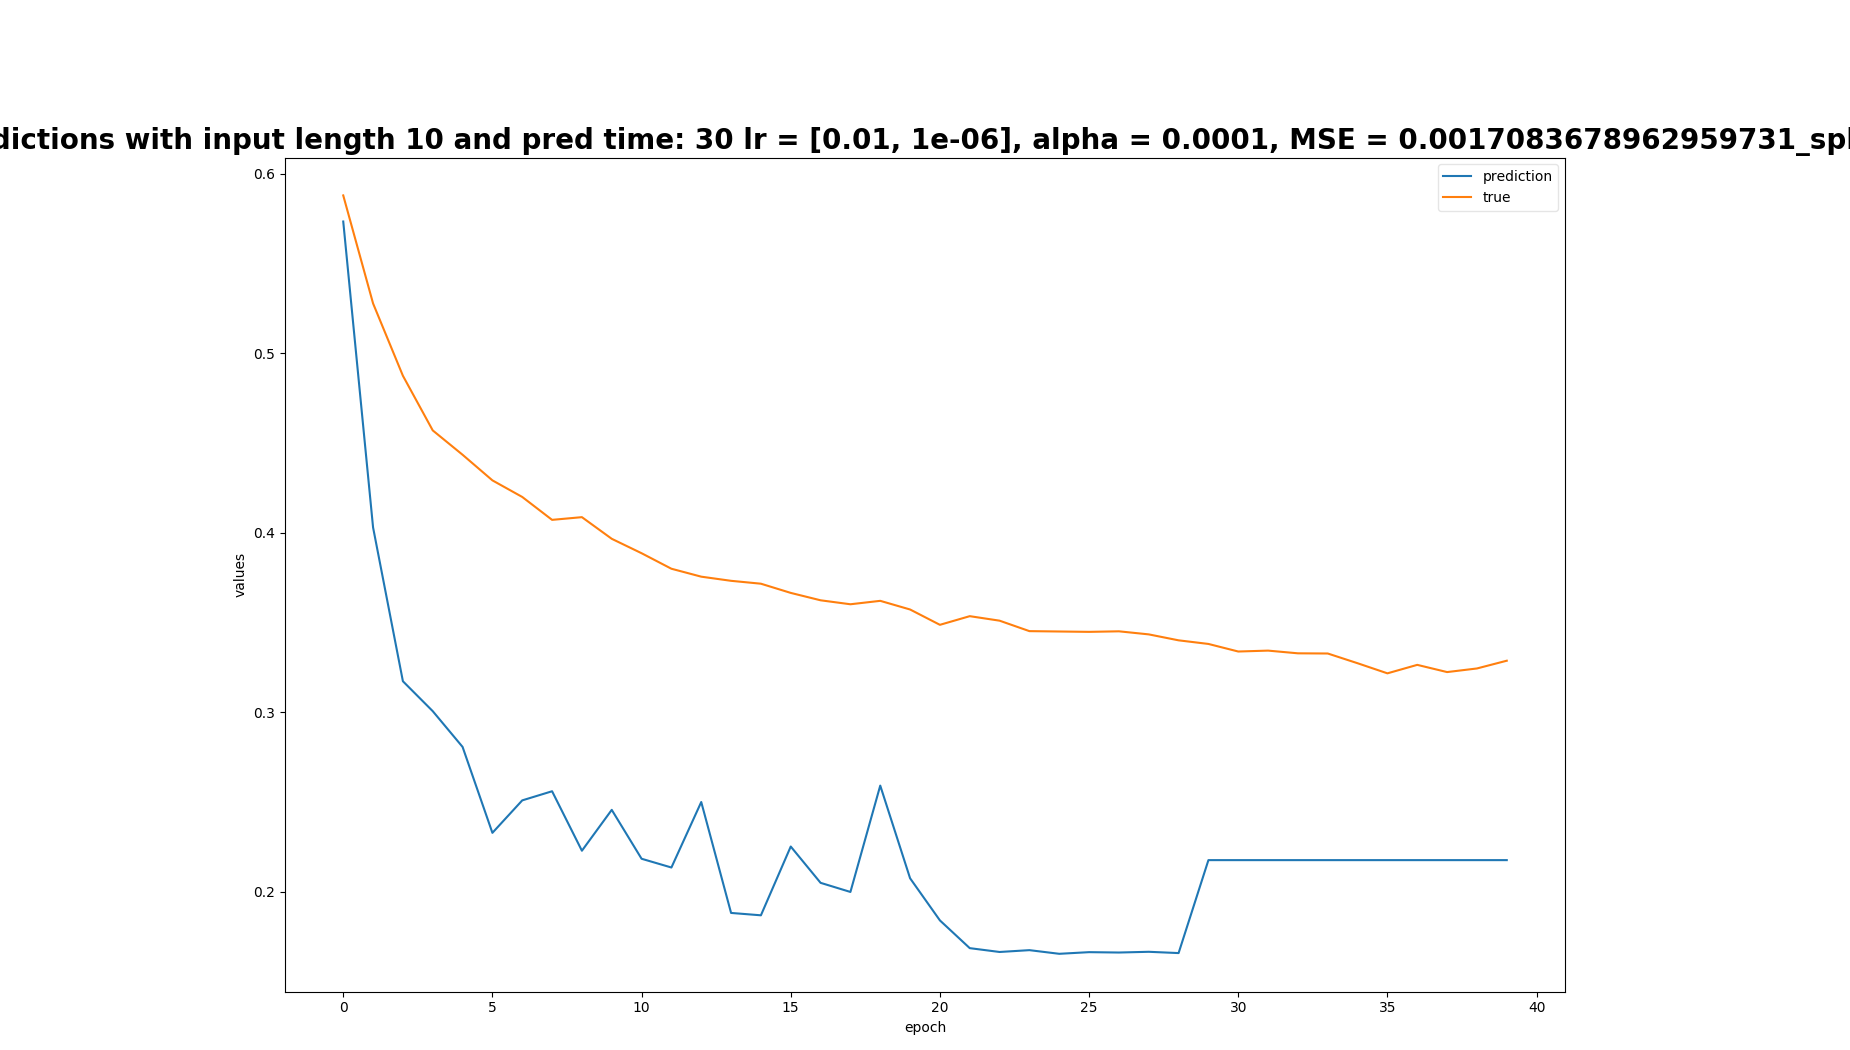 dictions with input length 10 and pred time: 30 lr = [0.01, 1e-06], alpha = 0.0001, MSE = 0.0017083678962959731_spl
prediction
true
0.6
0.5
0.4
0.3
0.2
values
0 5 10 15 20 25 30 35 40
epoch